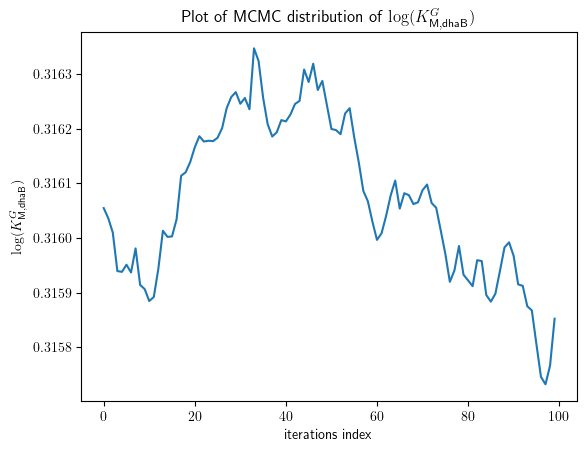 Plot of MCMC distribution of log(K^G_{M,dhaB})
0.3163
0.3162
0.3161
0.3160
0.3159
0.3158
log(K^G_{M,dhaB})
0 20 40 60 80 100
iterations index